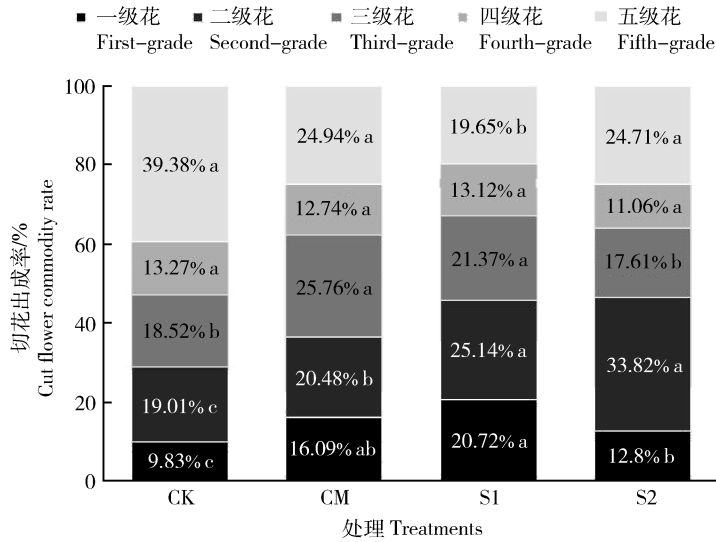 一级花 二级花 三级花 四级花 五级花
First-grade Second-grade Third-grade Fourth-grade Fifth-grade
切花出成率/%
Cut flower commodity rate
100
80
60
40
20
0
39.38% a
13.27% a
18.52% b
19.01% c
9.83% c
24.94% a
12.74% a
25.76% a
20.48% b
16.09% ab
19.65% b
13.12% a
21.37% a
25.14% a
20.72% a
24.71% a
11.06% a
17.61% b
33.82% a
12.8% b
CK CM S1 S2
处理 Treatments